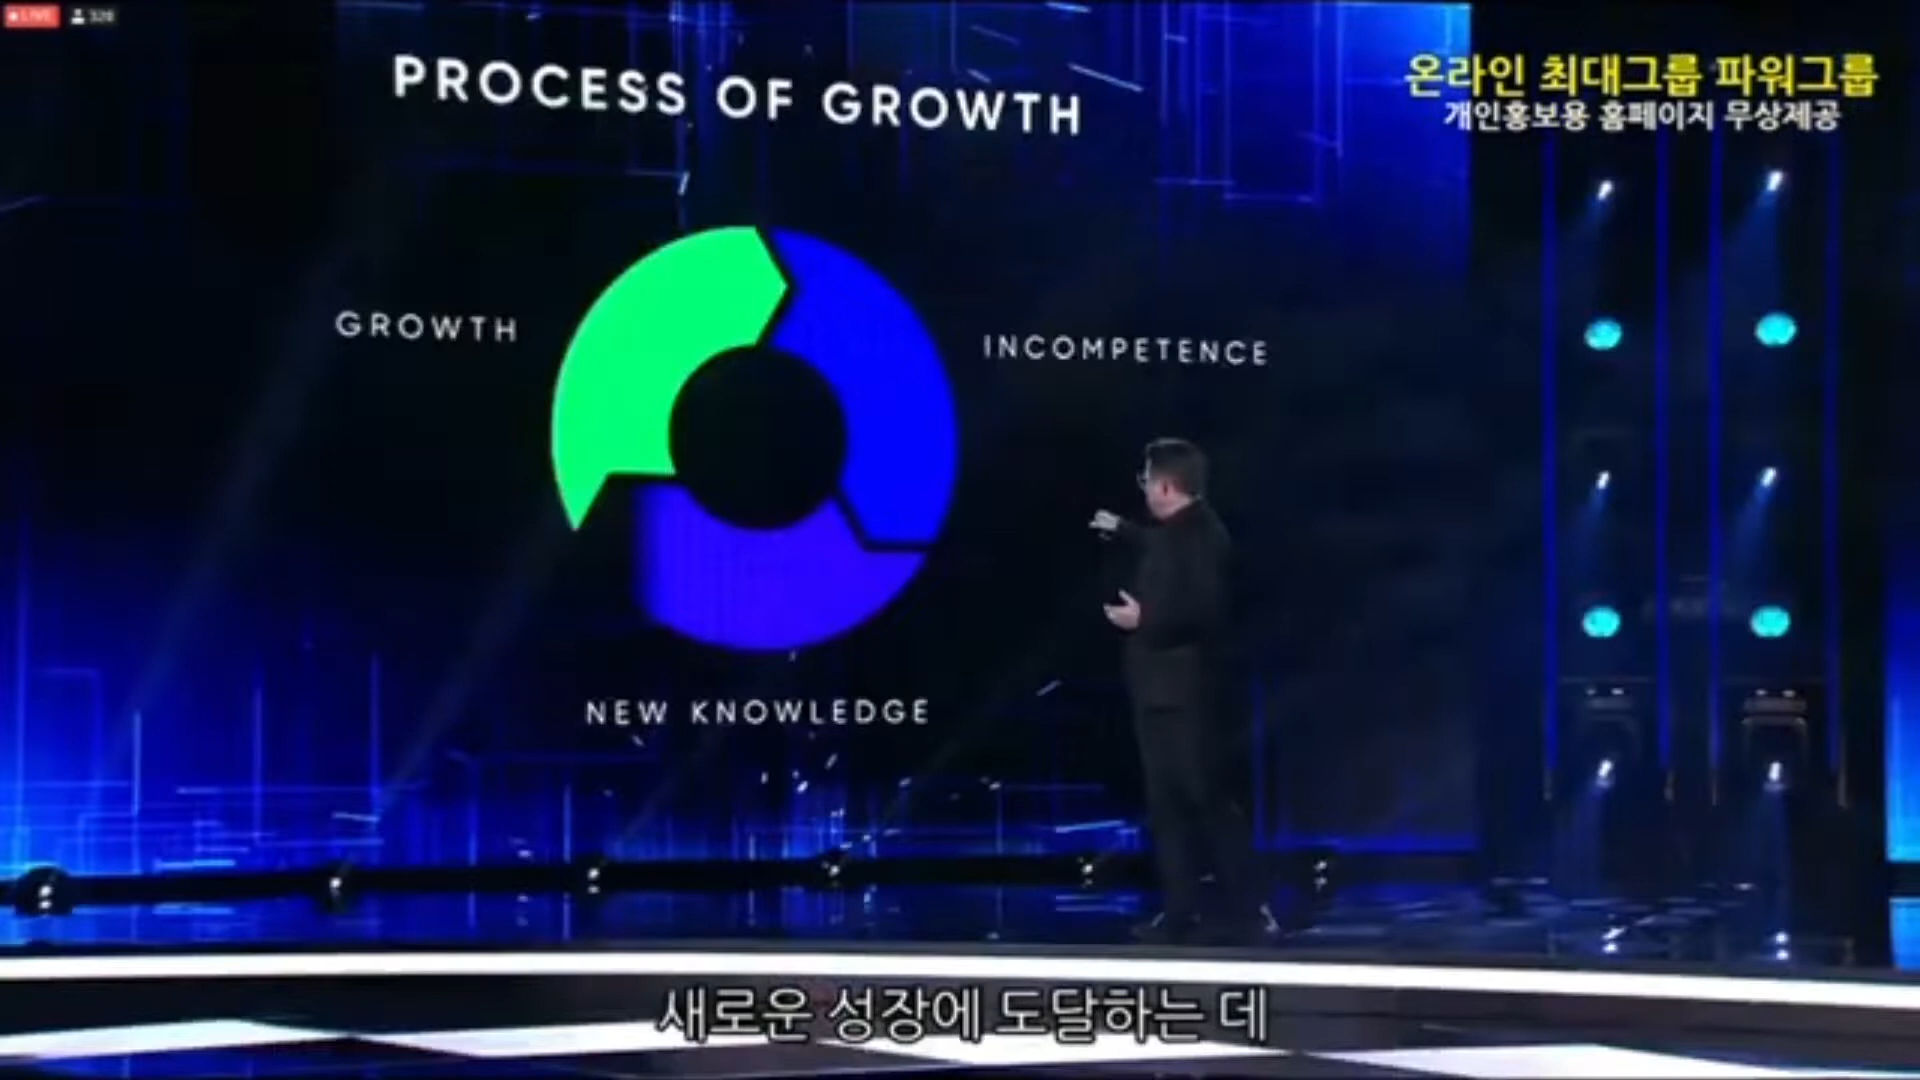 LIVE 320
PROCESS OF GROWTH
온라인 최대그룹 파워그룹
개인홍보용 홈페이지 무상제공
GROWTH
INCOMPETENCE
NEW KNOWLEDGE
새로운 성장에 도달하는 데